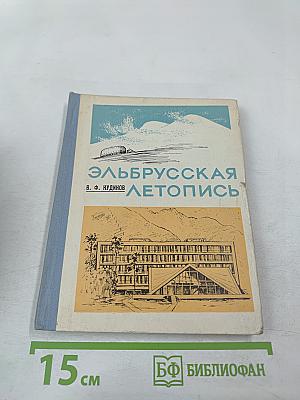 ЭЛЬБРУССКАЯ
В. Ф. КУДИНОВ
ЛЕТОПИСЬ
15 см
БФ БИБЛИОФАН